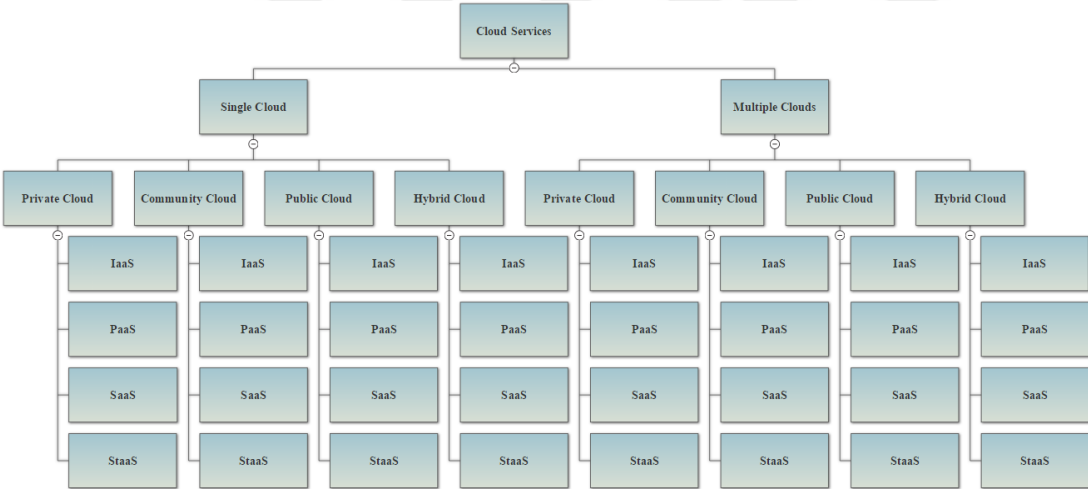 Cloud Services
Single Cloud
Multiple Clouds
Private Cloud
Community Cloud
Public Cloud
Hybrid Cloud
Private Cloud
Community Cloud
Public Cloud
Hybrid Cloud
IaaS
IaaS
IaaS
IaaS
IaaS
IaaS
IaaS
IaaS
PaaS
PaaS
PaaS
PaaS
PaaS
PaaS
PaaS
PaaS
SaaS
SaaS
SaaS
SaaS
SaaS
SaaS
SaaS
SaaS
StaaS
StaaS
StaaS
StaaS
StaaS
StaaS
StaaS
StaaS